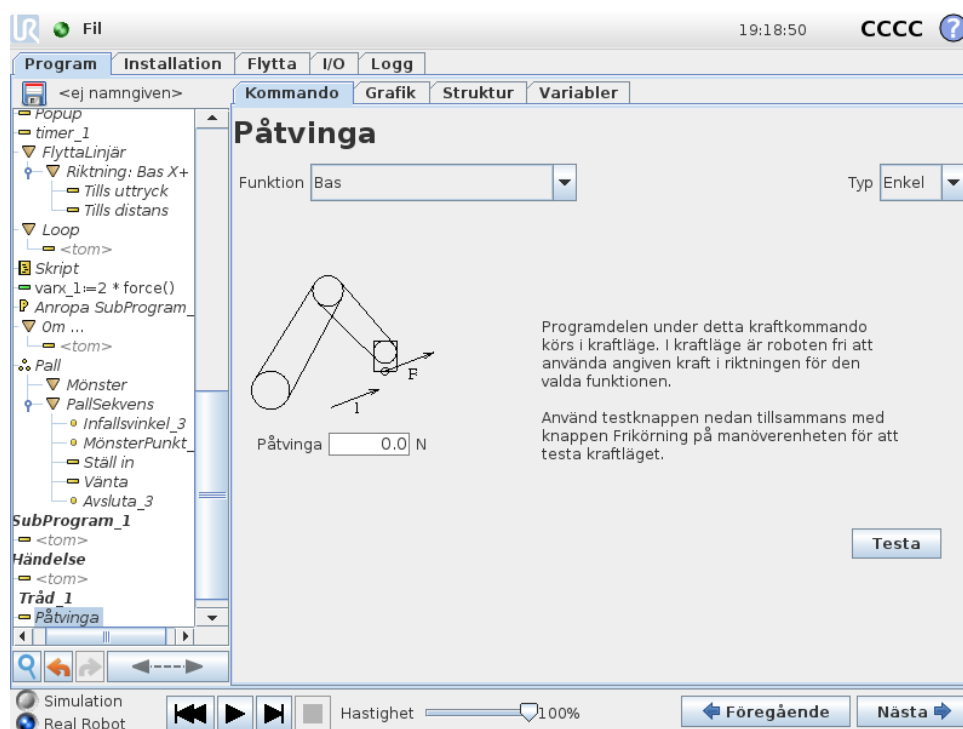 UR Fil 19:18:50 CCCC ?
Program Installation Flytta I/O Logg
<ej namngiven>
Kommando Grafik Struktur Variabler
Popup
timer_1
FlyttaLinjär
Riktning: Bas X+
Tills uttryck
Tills distans
Loop
<tom>
Skript
varx_1:=2 * force()
Anropa SubProgram_
Om ...
<tom>
Pall
Mönster
PallSekvens
Infallsvinkel_3
MönsterPunkt_
Ställ in
Vänta
Avsluta_3
SubProgram_1
<tom>
Händelse
<tom>
Tråd_1
Påtvinga
Påtvinga
Funktion Bas
Typ Enkel
F
1
Påtvinga 0.0 N
Programdelen under detta kraftkommando
körs i kraftläge. I kraftläge är roboten fri att
använda angiven kraft i riktningen för den
valda funktionen.
Använd testknappen nedan tillsammans med
knappen Frikörning på manöverenheten för att
testa kraftläget.
Testa
Simulation
Real Robot
Hastighet 100%
Föregående Nästa